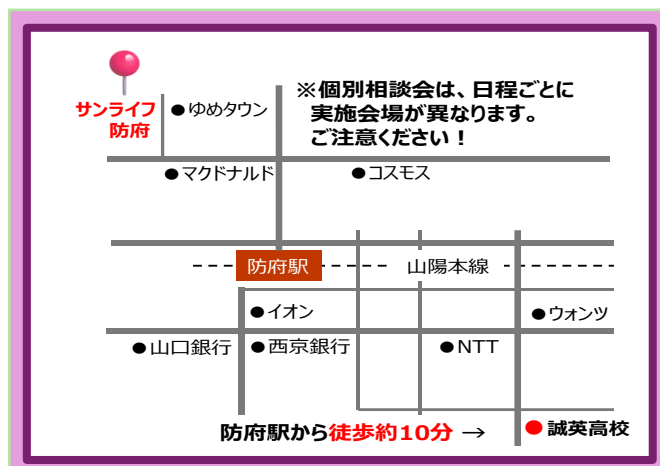 ※個別相談会は、日程ごとに
実施会場が異なります。
ご注意ください！
サンライフ
防府
●ゆめタウン
●マクドナルド
●コスモス
防府駅
山陽本線
●イオン
●ウォンツ
●山口銀行
●西京銀行
●NTT
防府駅から徒歩約10分 →
●誠英高校